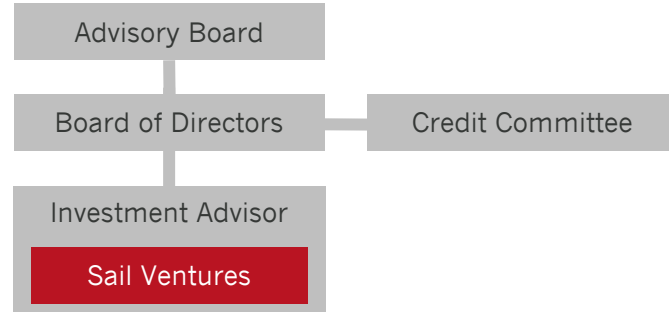 Advisory Board
Board of Directors
Credit Committee
Investment Advisor
Sail Ventures